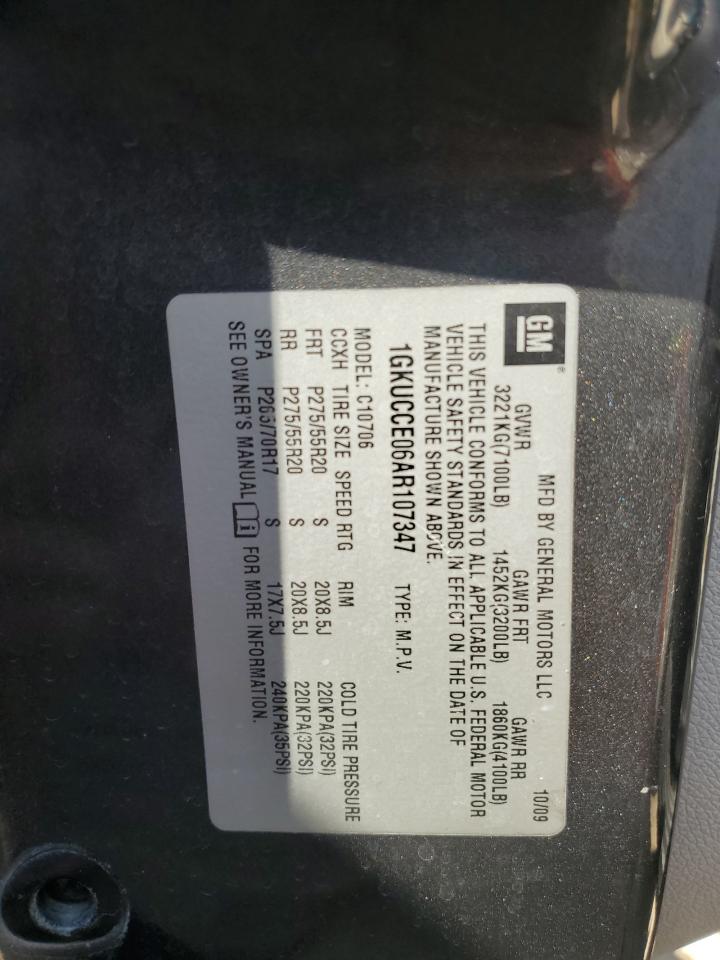 GM®
MFD BY GENERAL MOTORS LLC 10/09
GVWR GAWR FRT GAWR RR
3221KG(7100LB) 1452KG(3200LB) 1860KG(4100LB)
THIS VEHICLE CONFORMS TO ALL APPLICABLE U.S. FEDERAL MOTOR
VEHICLE SAFETY STANDARDS IN EFFECT ON THE DATE OF
MANUFACTURE SHOWN ABOVE.
1GKUCCE06AR107347 TYPE: M.P.V.
MODEL: C10706
CCXH TIRE SIZE SPEED RTG RIM COLD TIRE PRESSURE
FRT P275/55R20 S 20X8.5J 220KPA(32PSI)
RR P275/55R20 S 20X8.5J 220KPA(32PSI)
SPA P265/70R17 S 17X7.5J 240KPA(35PSI)
SEE OWNER'S MANUAL i FOR MORE INFORMATION.